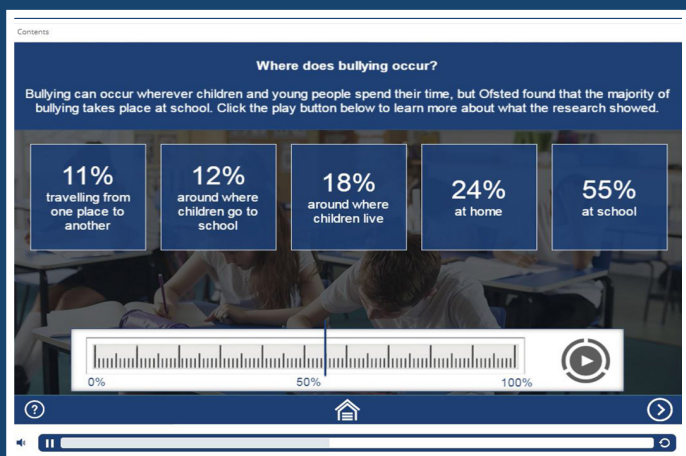 Contents
Where does bullying occur?
Bullying can occur wherever children and young people spend their time, but Ofsted found that the majority of
bullying takes place at school. Click the play button below to learn more about what the research showed.
11%
travelling from
one place to
another
12%
around where
children go to
school
18%
around where
children live
24%
at home
55%
at school
0%
50%
100%
?